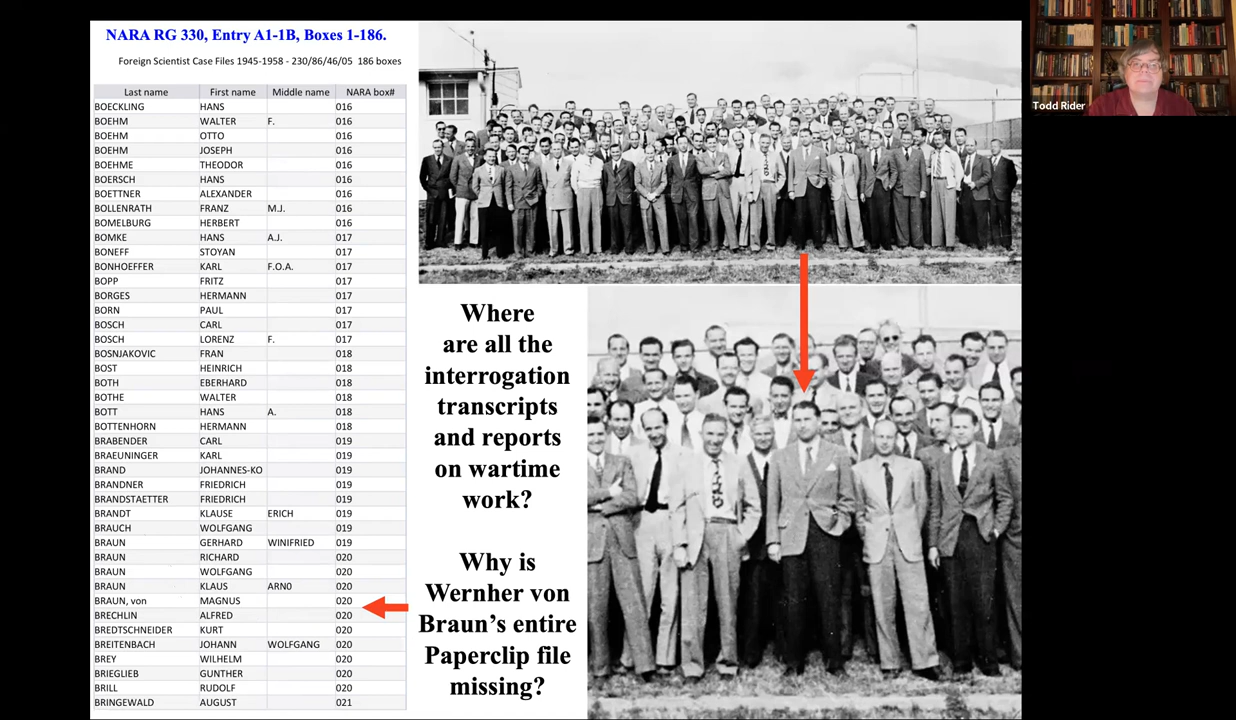 NARA RG 330, Entry A1-1B, Boxes 1-186.
Foreign Scientist Case Files 1945-1958 - 230/86/46/05 186 boxes
Last name First name Middle name NARA box#
BOECKLING HANS 016
BOEHM WALTER F. 016
BOEHM OTTO 016
BOEHM JOSEPH 016
BOEHME THEODOR 016
BOERSCH HANS 016
BOETTNER ALEXANDER 016
BOLLENRATH FRANZ M.J. 016
BOMELBURG HERBERT 016
BOMKE HANS A.J. 017
BONEFF STOYAN 017
BONHOEFFER KARL F.O.A. 017
BOPP FRITZ 017
BORGES HERMANN 017
BORN PAUL 017
BOSCH CARL 017
BOSCH LORENZ F. 017
BOSNJAKOVIC FRAN 018
BOST HEINRICH 018
BOTH EBERHARD 018
BOTHE WALTER 018
BOTT HANS A. 018
BOTTENHORN HERMANN 018
BRABENDER CARL 019
BRAEUNINGER KARL 019
BRAND JOHANNES-KO 019
BRANDNER FRIEDRICH 019
BRANDSTAETTER FRIEDRICH 019
BRANDT KLAUSE ERICH 019
BRAUCH WOLFGANG 019
BRAUN GERHARD WINIFRIED 019
BRAUN RICHARD 020
BRAUN WOLFGANG 020
BRAUN KLAUS ARN0 020
BRAUN, von MAGNUS 020
BRECHLIN ALFRED 020
BREDTSCHNEIDER KURT 020
BREITENBACH JOHANN WOLFGANG 020
BREY WILHELM 020
BRIEGLIEB GUNTHER 020
BRILL RUDOLF 020
BRINGEWALD AUGUST 021
Where
are all the
interrogation
transcripts
and reports
on wartime
work?
Why is
Wernher von
Braun’s entire
Paperclip file
missing?
Todd Rider